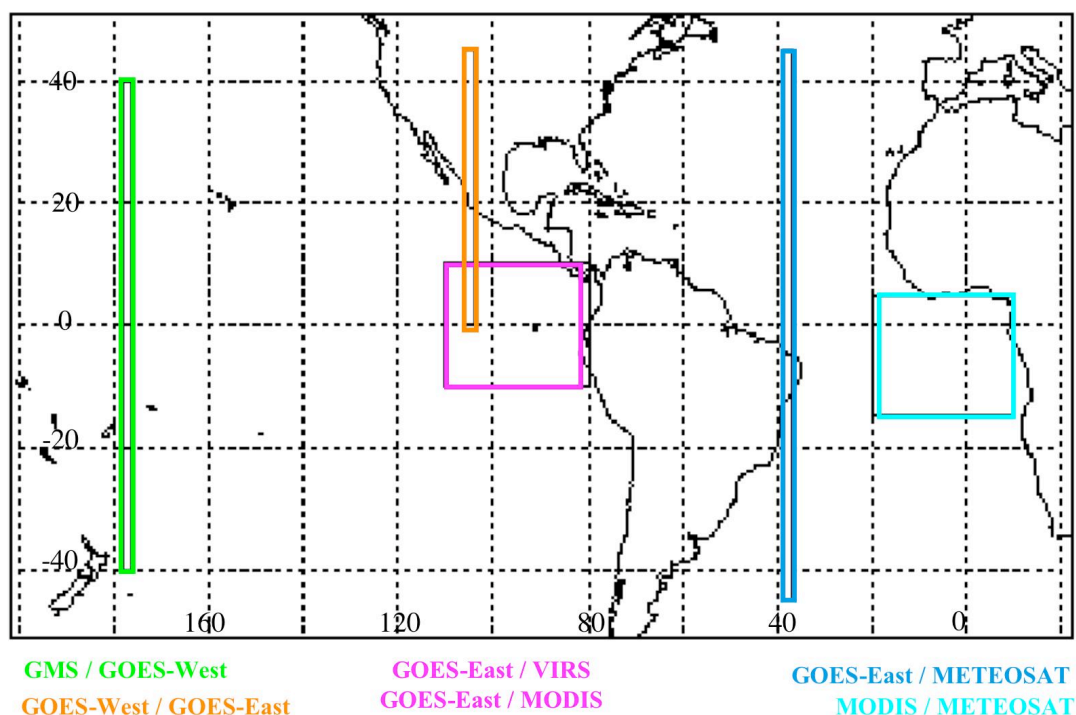 40
20
0
-20
-40
160 120 80 40 0
GMS / GOES-West
GOES-West / GOES-East
GOES-East / VIRS
GOES-East / MODIS
GOES-East / METEOSAT
MODIS / METEOSAT